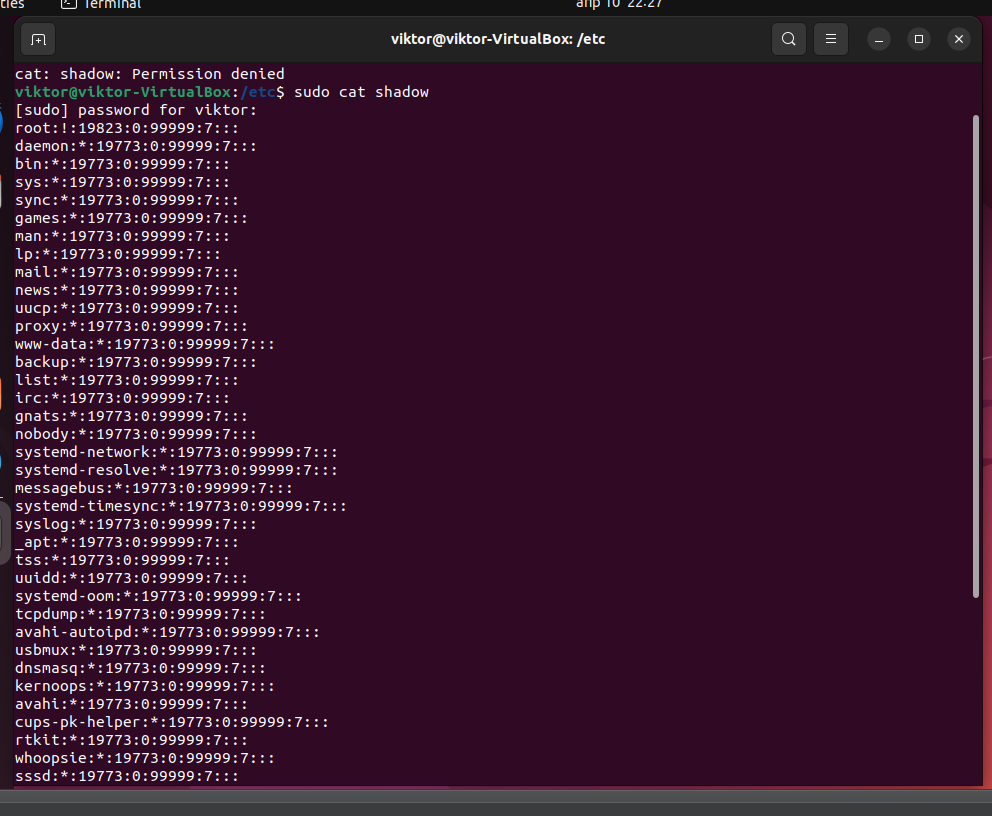 ties Terminal апр 10 22:27
viktor@viktor-VirtualBox: /etc
cat: shadow: Permission denied
viktor@viktor-VirtualBox:/etc$ sudo cat shadow
[sudo] password for viktor:
root:!:19823:0:99999:7:::
daemon:*:19773:0:99999:7:::
bin:*:19773:0:99999:7:::
sys:*:19773:0:99999:7:::
sync:*:19773:0:99999:7:::
games:*:19773:0:99999:7:::
man:*:19773:0:99999:7:::
lp:*:19773:0:99999:7:::
mail:*:19773:0:99999:7:::
news:*:19773:0:99999:7:::
uucp:*:19773:0:99999:7:::
proxy:*:19773:0:99999:7:::
www-data:*:19773:0:99999:7:::
backup:*:19773:0:99999:7:::
list:*:19773:0:99999:7:::
irc:*:19773:0:99999:7:::
gnats:*:19773:0:99999:7:::
nobody:*:19773:0:99999:7:::
systemd-network:*:19773:0:99999:7:::
systemd-resolve:*:19773:0:99999:7:::
messagebus:*:19773:0:99999:7:::
systemd-timesync:*:19773:0:99999:7:::
syslog:*:19773:0:99999:7:::
_apt:*:19773:0:99999:7:::
tss:*:19773:0:99999:7:::
uuidd:*:19773:0:99999:7:::
systemd-oom:*:19773:0:99999:7:::
tcpdump:*:19773:0:99999:7:::
avahi-autoipd:*:19773:0:99999:7:::
usbmux:*:19773:0:99999:7:::
dnsmasq:*:19773:0:99999:7:::
kernoops:*:19773:0:99999:7:::
avahi:*:19773:0:99999:7:::
cups-pk-helper:*:19773:0:99999:7:::
rtkit:*:19773:0:99999:7:::
whoopsie:*:19773:0:99999:7:::
sssd:*:19773:0:99999:7:::